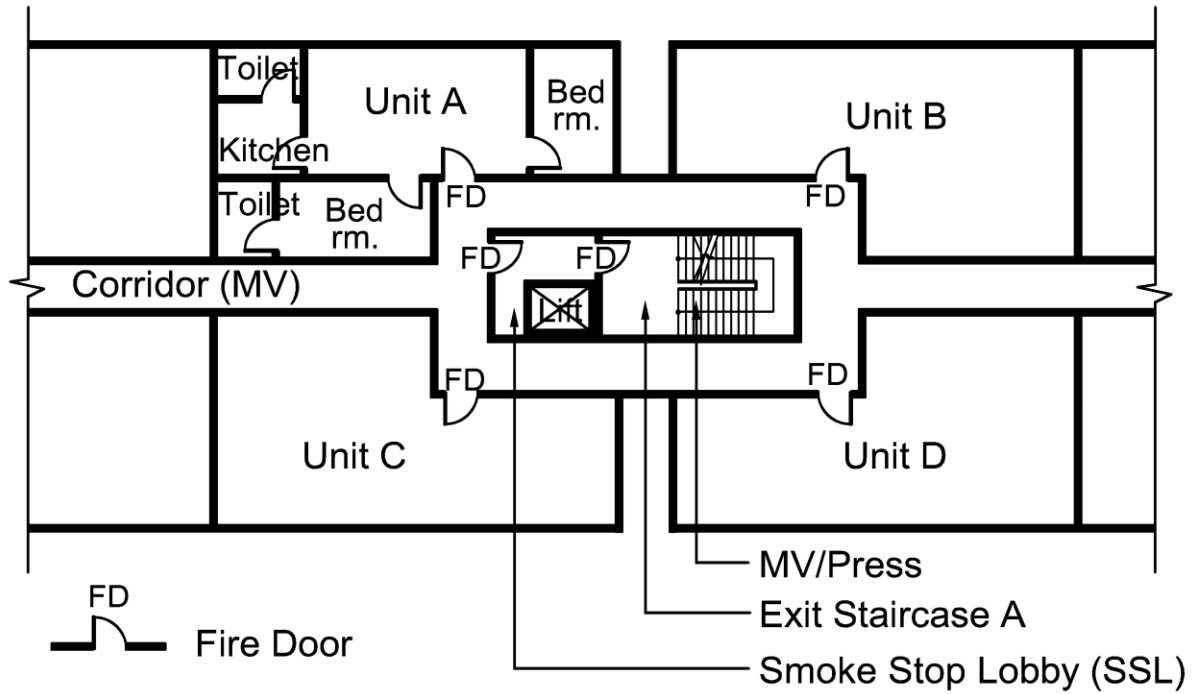 Toilet
Unit A
Bed
rm.
Unit B
Kitchen
FD
FD
Toilet
Bed
rm.
FD
FD
Corridor (MV)
Lift
FD
FD
Unit C
Unit D
MV/Press
Exit Staircase A
Smoke Stop Lobby (SSL)
FD
Fire Door